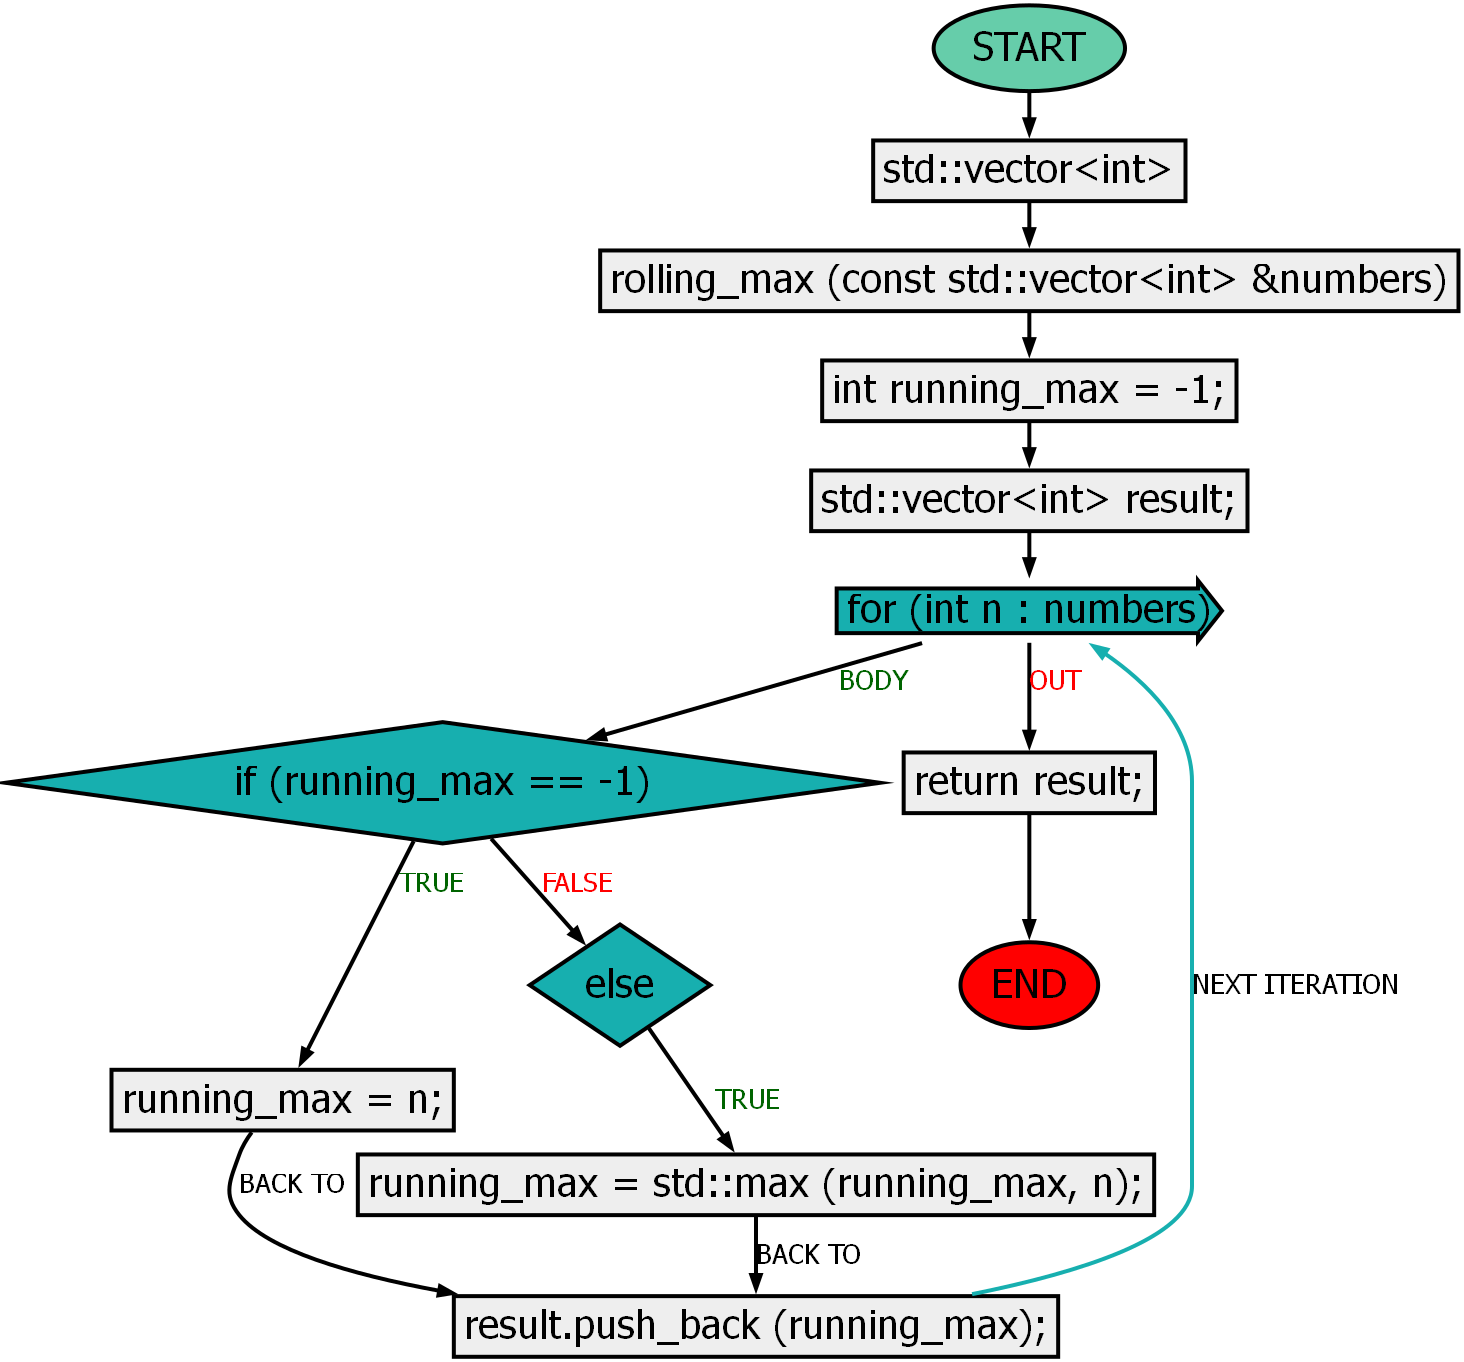 START
std::vector<int>
rolling_max (const std::vector<int> &numbers)
int running_max = -1;
std::vector<int> result;
for (int n : numbers)
BODY
OUT
if (running_max == -1)
return result;
TRUE
FALSE
else
END
NEXT ITERATION
running_max = n;
TRUE
BACK TO
running_max = std::max (running_max, n);
BACK TO
result.push_back (running_max);